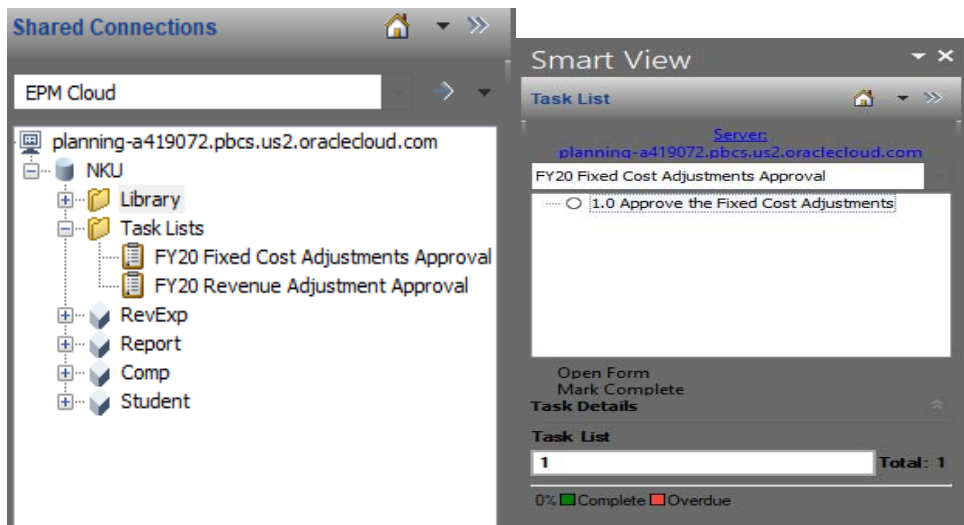 Shared Connections
EPM Cloud
planning-a419072.pbcs.us2.oraclecloud.com
NKU
Library
Task Lists
FY20 Fixed Cost Adjustments Approval
FY20 Revenue Adjustment Approval
RevExp
Report
Comp
Student
Smart View
Task List
Server:
planning-a419072.pbcs.us2.oraclecloud.com
FY20 Fixed Cost Adjustments Approval
1.0 Approve the Fixed Cost Adjustments
Open Form
Mark Complete
Task Details
Task List
1 Total: 1
0% Complete Overdue